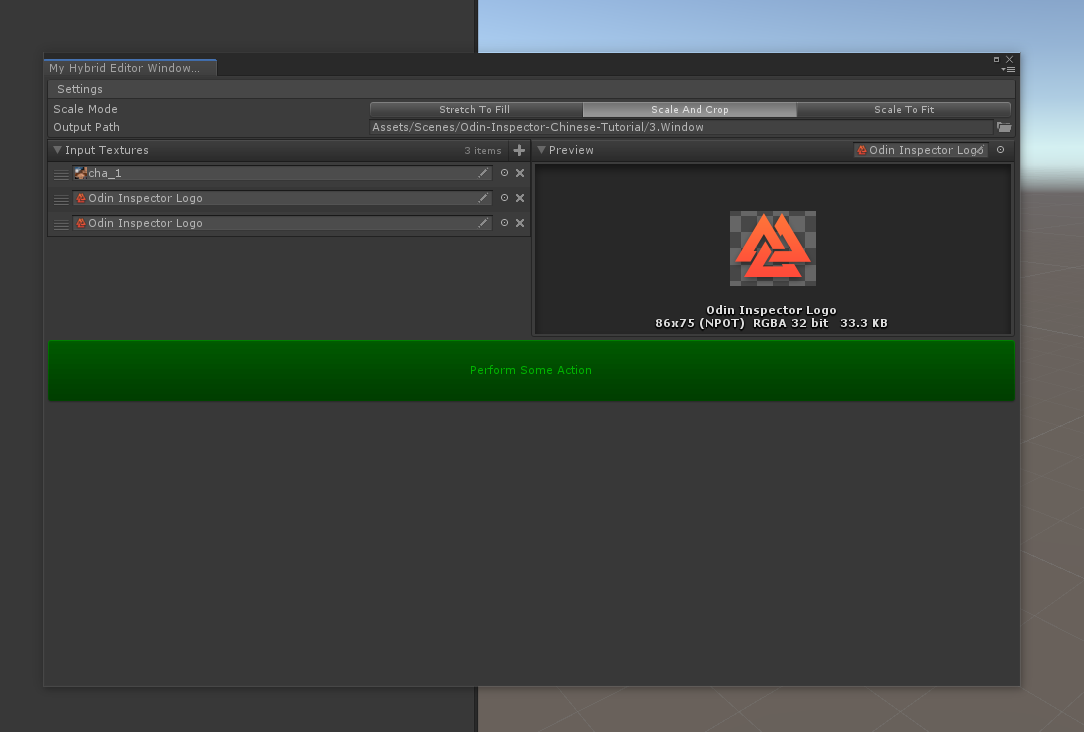 My Hybrid Editor Window...
Settings
Scale Mode
Stretch To Fill
Scale And Crop
Scale To Fit
Output Path
Assets/Scenes/Odin-Inspector-Chinese-Tutorial/3.Window
Input Textures
3 items
Preview
Odin Inspector Logo
cha_1
Odin Inspector Logo
Odin Inspector Logo
Odin Inspector Logo
86x75 (NPOT) RGBA 32 bit 33.3 KB
Perform Some Action